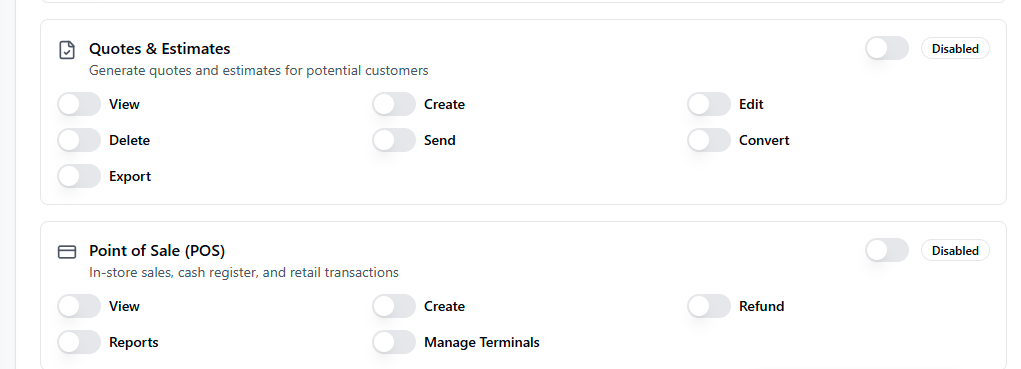 Quotes & Estimates Disabled
Generate quotes and estimates for potential customers
View Create Edit
Delete Send Convert
Export
Point of Sale (POS) Disabled
In-store sales, cash register, and retail transactions
View Create Refund
Reports Manage Terminals